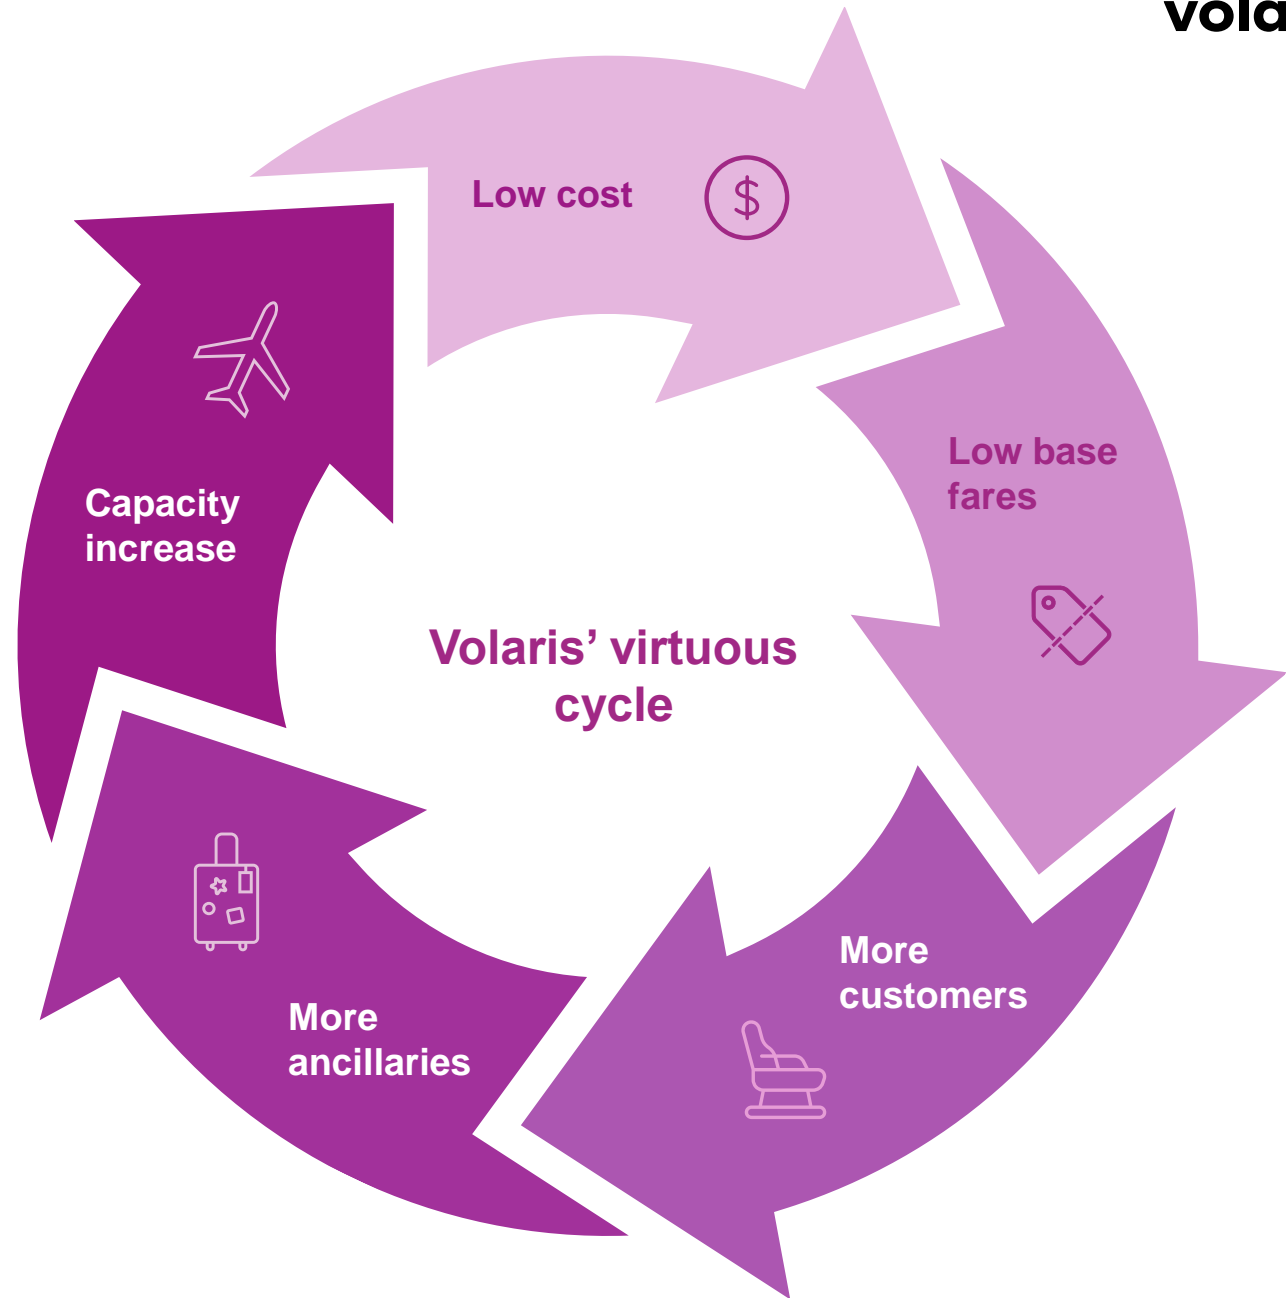 vola
Low cost
$
Low base
fares
Capacity
increase
Volaris’ virtuous
cycle
More
customers
More
ancillaries